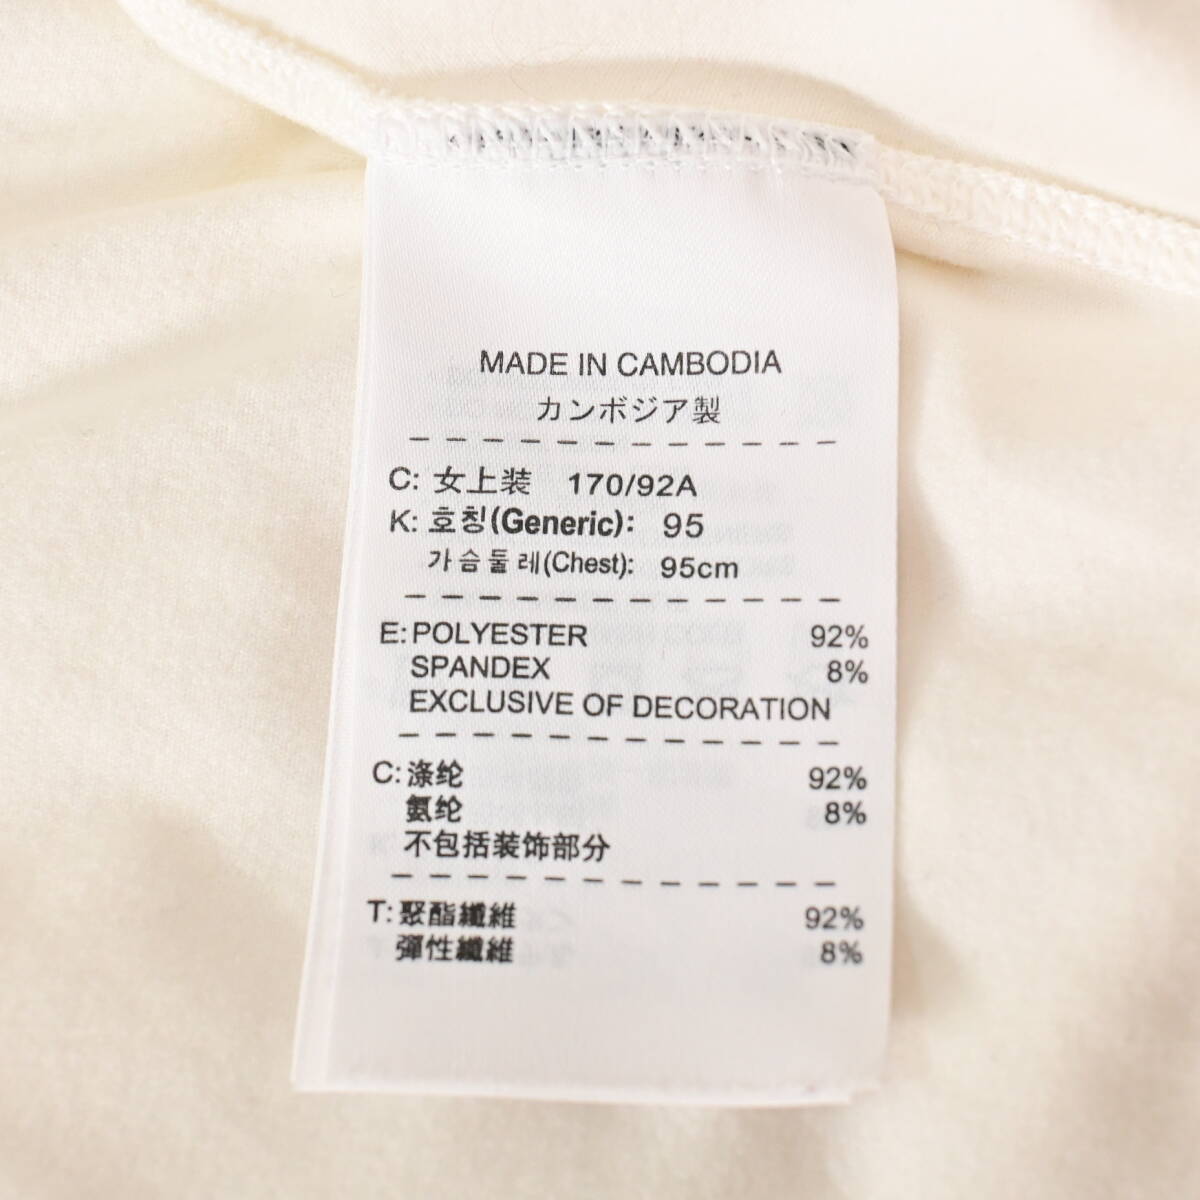 MADE IN CAMBODIA
カンボジア製
C: 女上装 170/92A
K: 호칭(Generic): 95
가슴둘레(Chest): 95cm
E: POLYESTER 92%
SPANDEX 8%
EXCLUSIVE OF DECORATION
C: 涤纶 92%
氨纶 8%
不包括装饰部分
T: 聚酯纖維 92%
彈性纖維 8%